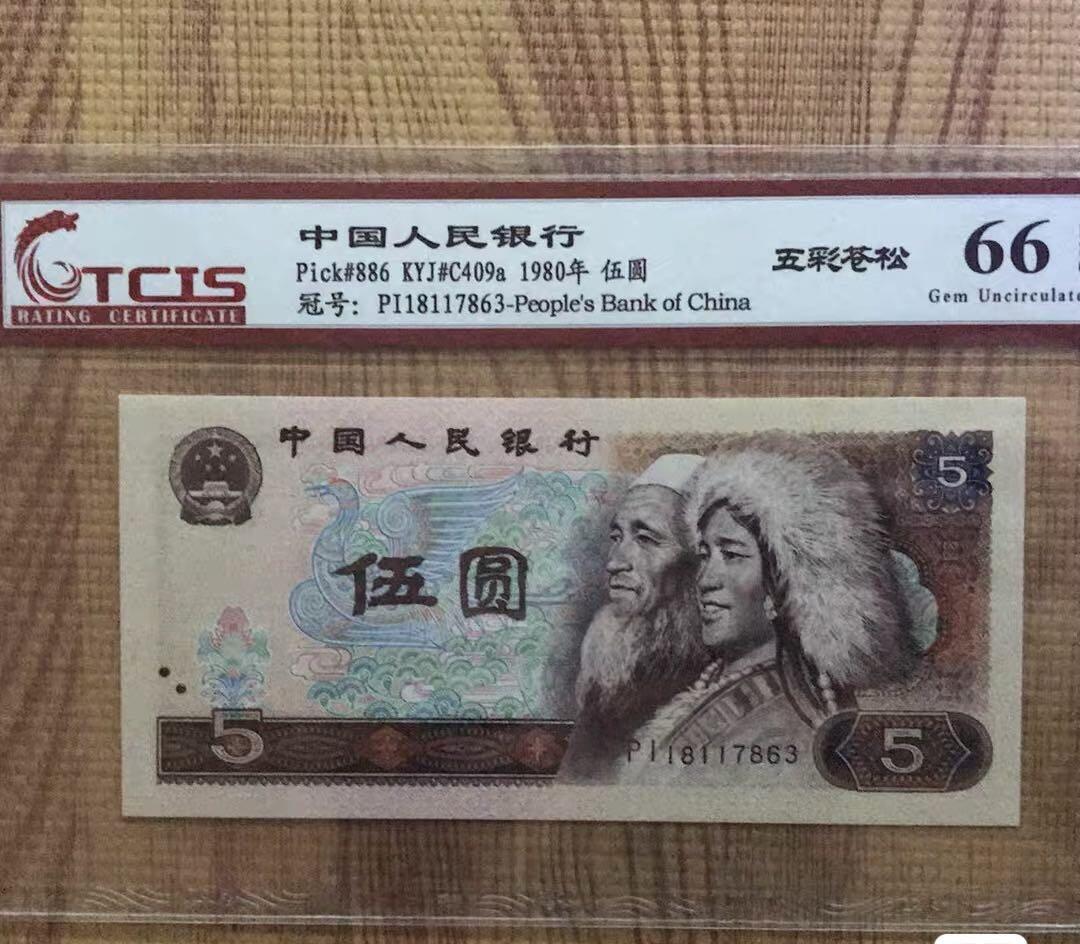 TCIS
RATING CERTIFICATE
中国人民银行
Pick#886 KYJ#C409a 1980年 伍圆
冠号: PI18117863-People's Bank of China
五彩苍松
66
Gem Uncirculate
中国人民银行
5
伍圆
5
PI18117863
5